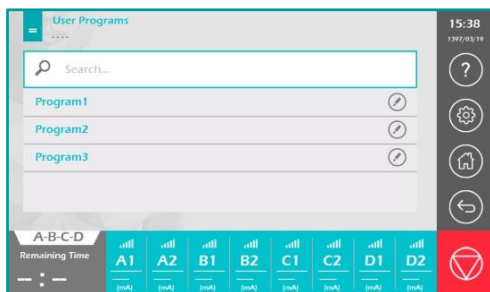 User Programs
----
15:38
1397/03/19
Search...
Program1
Program2
Program3
A-B-C-D
Remaining Time
--:--
A1 A2 B1 B2 C1 C2 D1 D2
(mA) (mA) (mA) (mA) (mA) (mA) (mA) (mA)